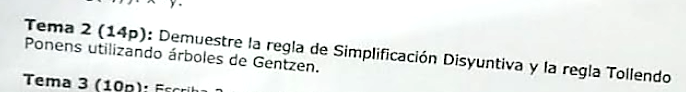 y.
Tema 2 (14p): Demuestre la regla de Simplificación Disyuntiva y la regla Tollendo
Ponens utilizando árboles de Gentzen.
Tema 3 (10p):